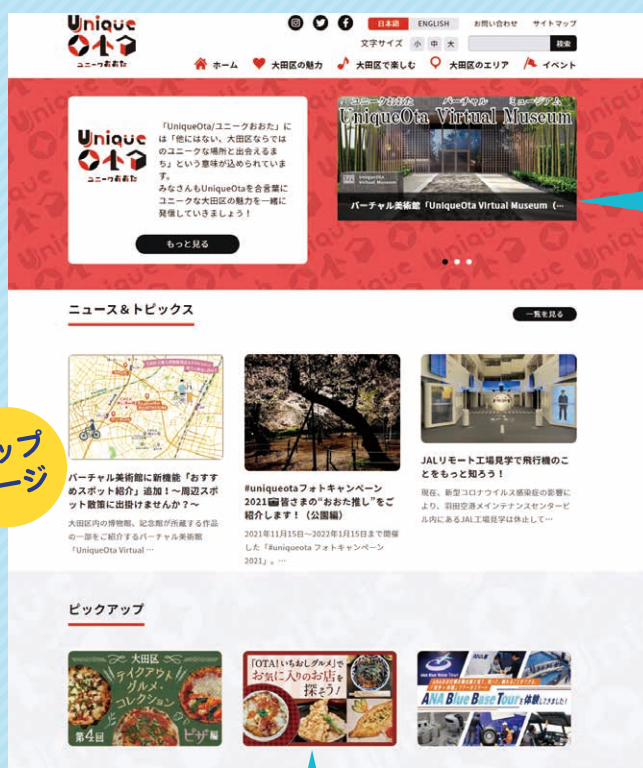 Unique
ユニークおおた
日本語 ENGLISH お問い合わせ サイトマップ
文字サイズ 小 中 大 検索
ホーム 大田区の魅力 大田区で楽しむ 大田区のエリア イベント
Unique
ユニークおおた
「UniqueOta/ユニークおおた」に
は「他にはない、大田区ならでは
のユニークな場所と出会えるま
ち」という意味が込められていま
す。
みなさんもUniqueOtaを合言葉に
ユニークな大田区の魅力を一緒に
発信していきましょう！
もっと見る
ユニークおおた バーチャル ミュージアム
UniqueOta Virtual Museum
UniqueOta
Virtual Museum
バーチャル美術館「UniqueOta Virtual Museum（…
ニュース＆トピックス
一覧を見る
ップ
ージ
バーチャル美術館に新機能「おすす
めスポット紹介」追加！～周辺スポ
ット散策に出掛けませんか？～
大田区内の博物館、記念館が所蔵する作品
の一部をご紹介するバーチャル美術館
「UniqueOta Virtual …
#uniqueotaフォトキャンペーン
2021📷皆さまの“おおた推し”をご
紹介します！（公園編）
2021年11月15日～2022年1月15日まで開催
した「#uniqueota フォトキャンペーン
2021」。…
JALリモート工場見学で飛行機のこ
とをもっと知ろう！
現在、新型コロナウイルス感染症の影響に
より、羽田空港メインテナンスセンタービ
ル内にあるJAL工場見学は休止して…
ピックアップ
大田区
テイクアウト
グルメ・
コレクション
第4回 ピザ編
「OTA!いちおしグルメ」で
お気に入りのお店を
探そう！
ANA Blue Base Tour
ANA Blue Base Tourを体験してきました！